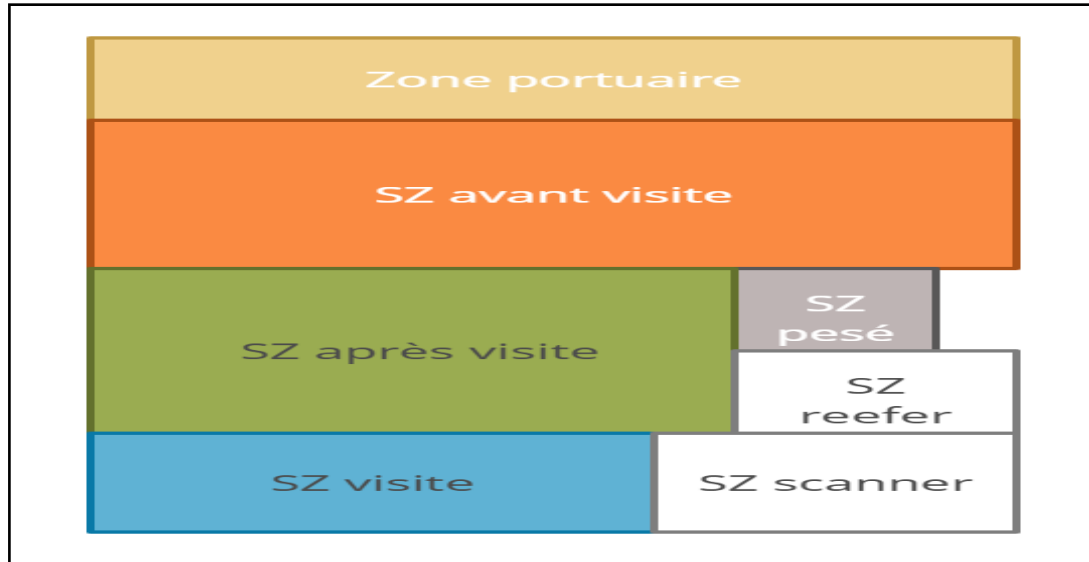 Zone portuaire
SZ avant visite
SZ
pesé
SZ après visite
SZ
reefer
SZ visite
SZ scanner